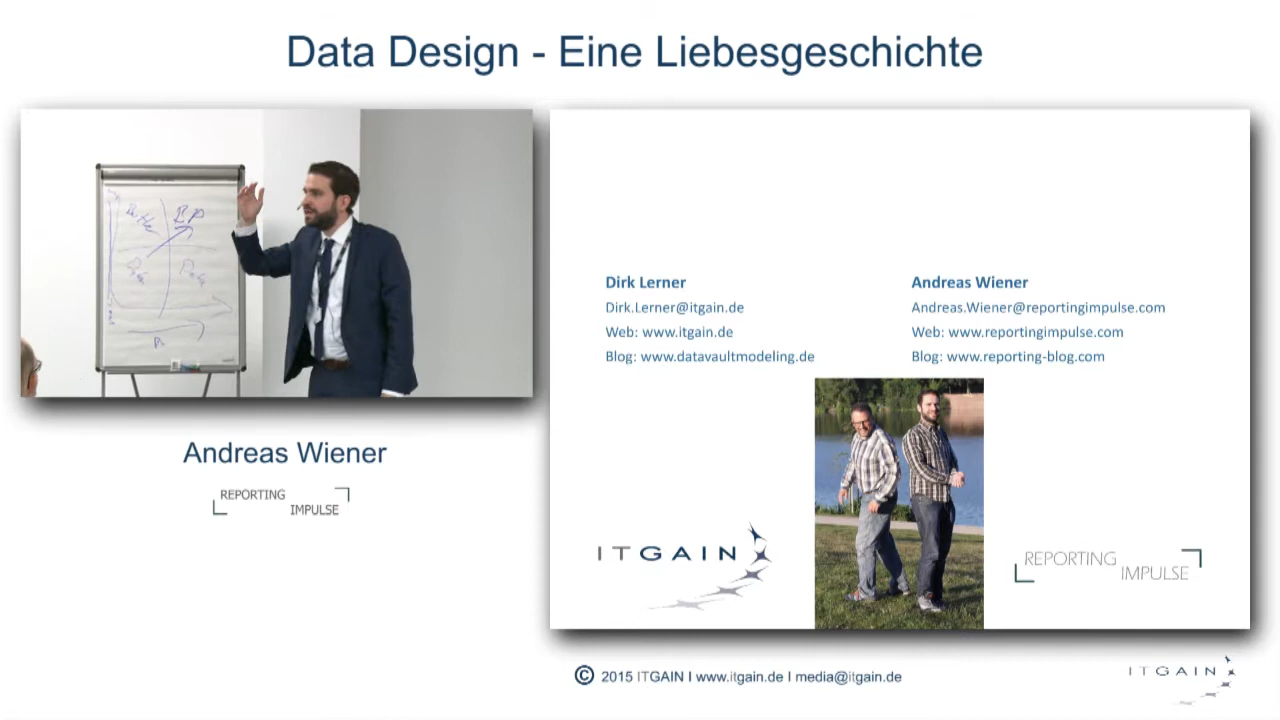 Data Design - Eine Liebesgeschichte
BP
Andreas Wiener
REPORTING
IMPULSE
Dirk Lerner
Dirk.Lerner@itgain.de
Web: www.itgain.de
Blog: www.datavaultmodeling.de
Andreas Wiener
Andreas.Wiener@reportingimpulse.com
Web: www.reportingimpulse.com
Blog: www.reporting-blog.com
ITGAIN
REPORTING
IMPULSE
© 2015 ITGAIN I www.itgain.de I media@itgain.de
ITGAIN